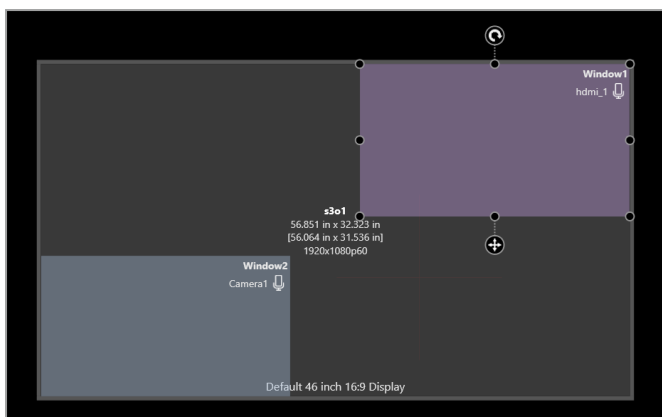 Window1
hdmi_1
s3o1
56.851 in x 32.323 in
[56.064 in x 31.536 in]
1920x1080p60
Window2
Camera1
Default 46 inch 16:9 Display